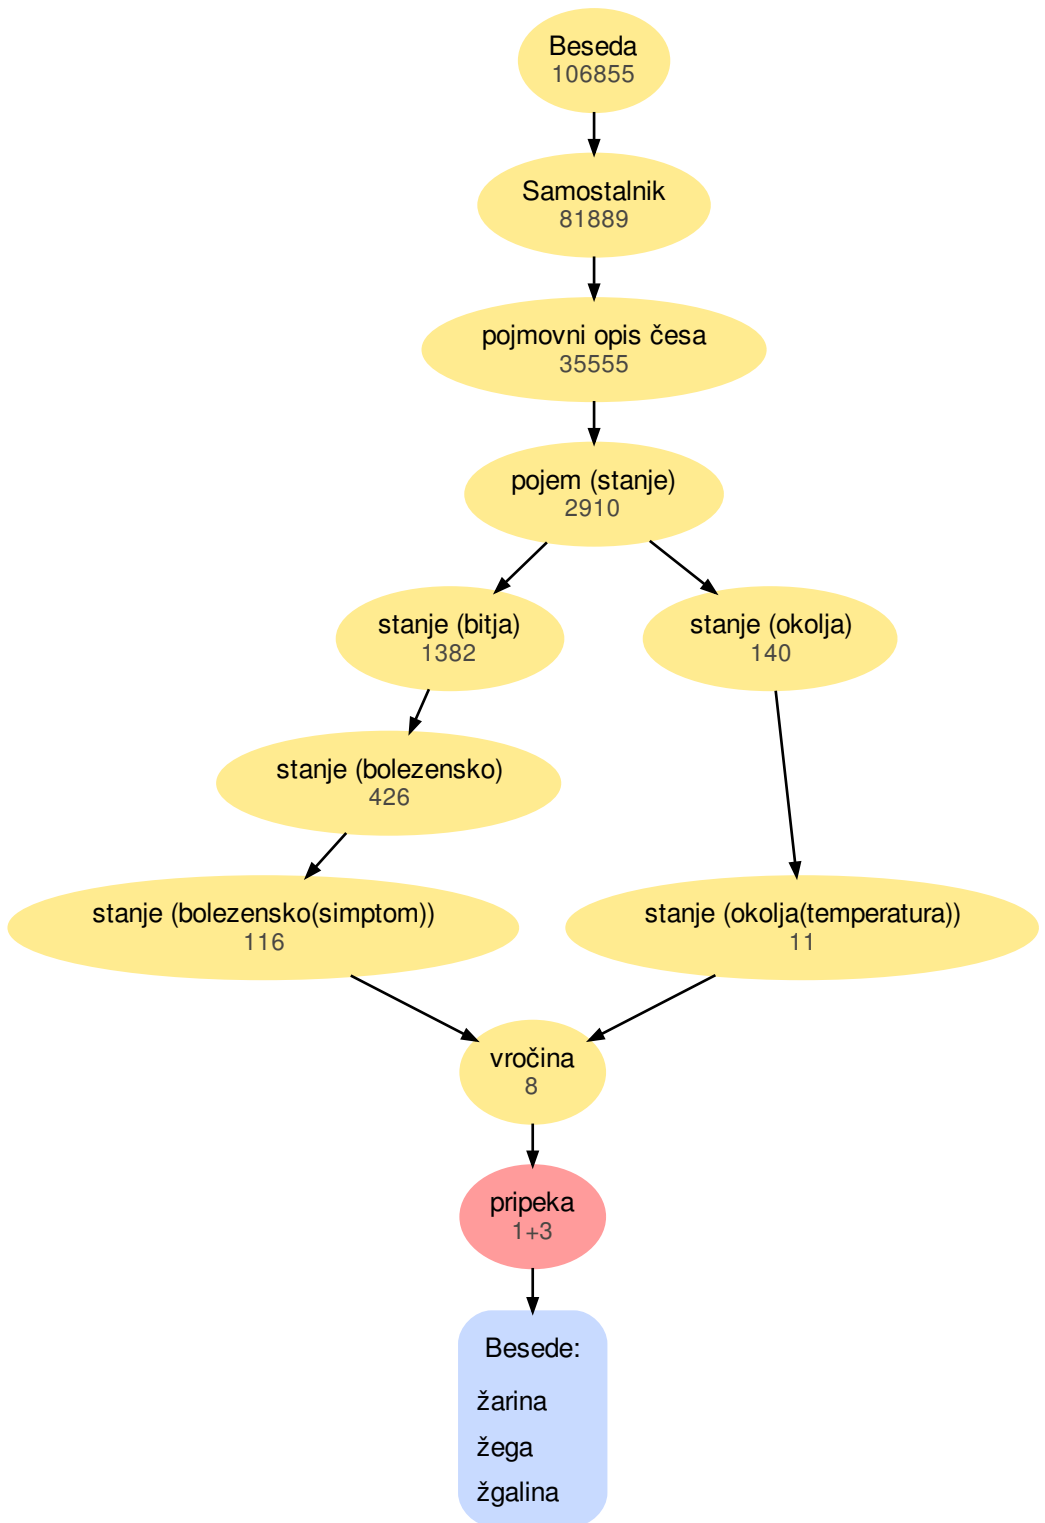 Beseda
106855
Samostalnik
81889
pojmovni opis česa
35555
pojem (stanje)
2910
stanje (bitja)
1382
stanje (okolja)
140
stanje (bolezensko)
426
stanje (bolezensko(simptom))
116
stanje (okolja(temperatura))
11
vročina
8
pripeka
1+3
Besede:
žarina
žega
žgalina